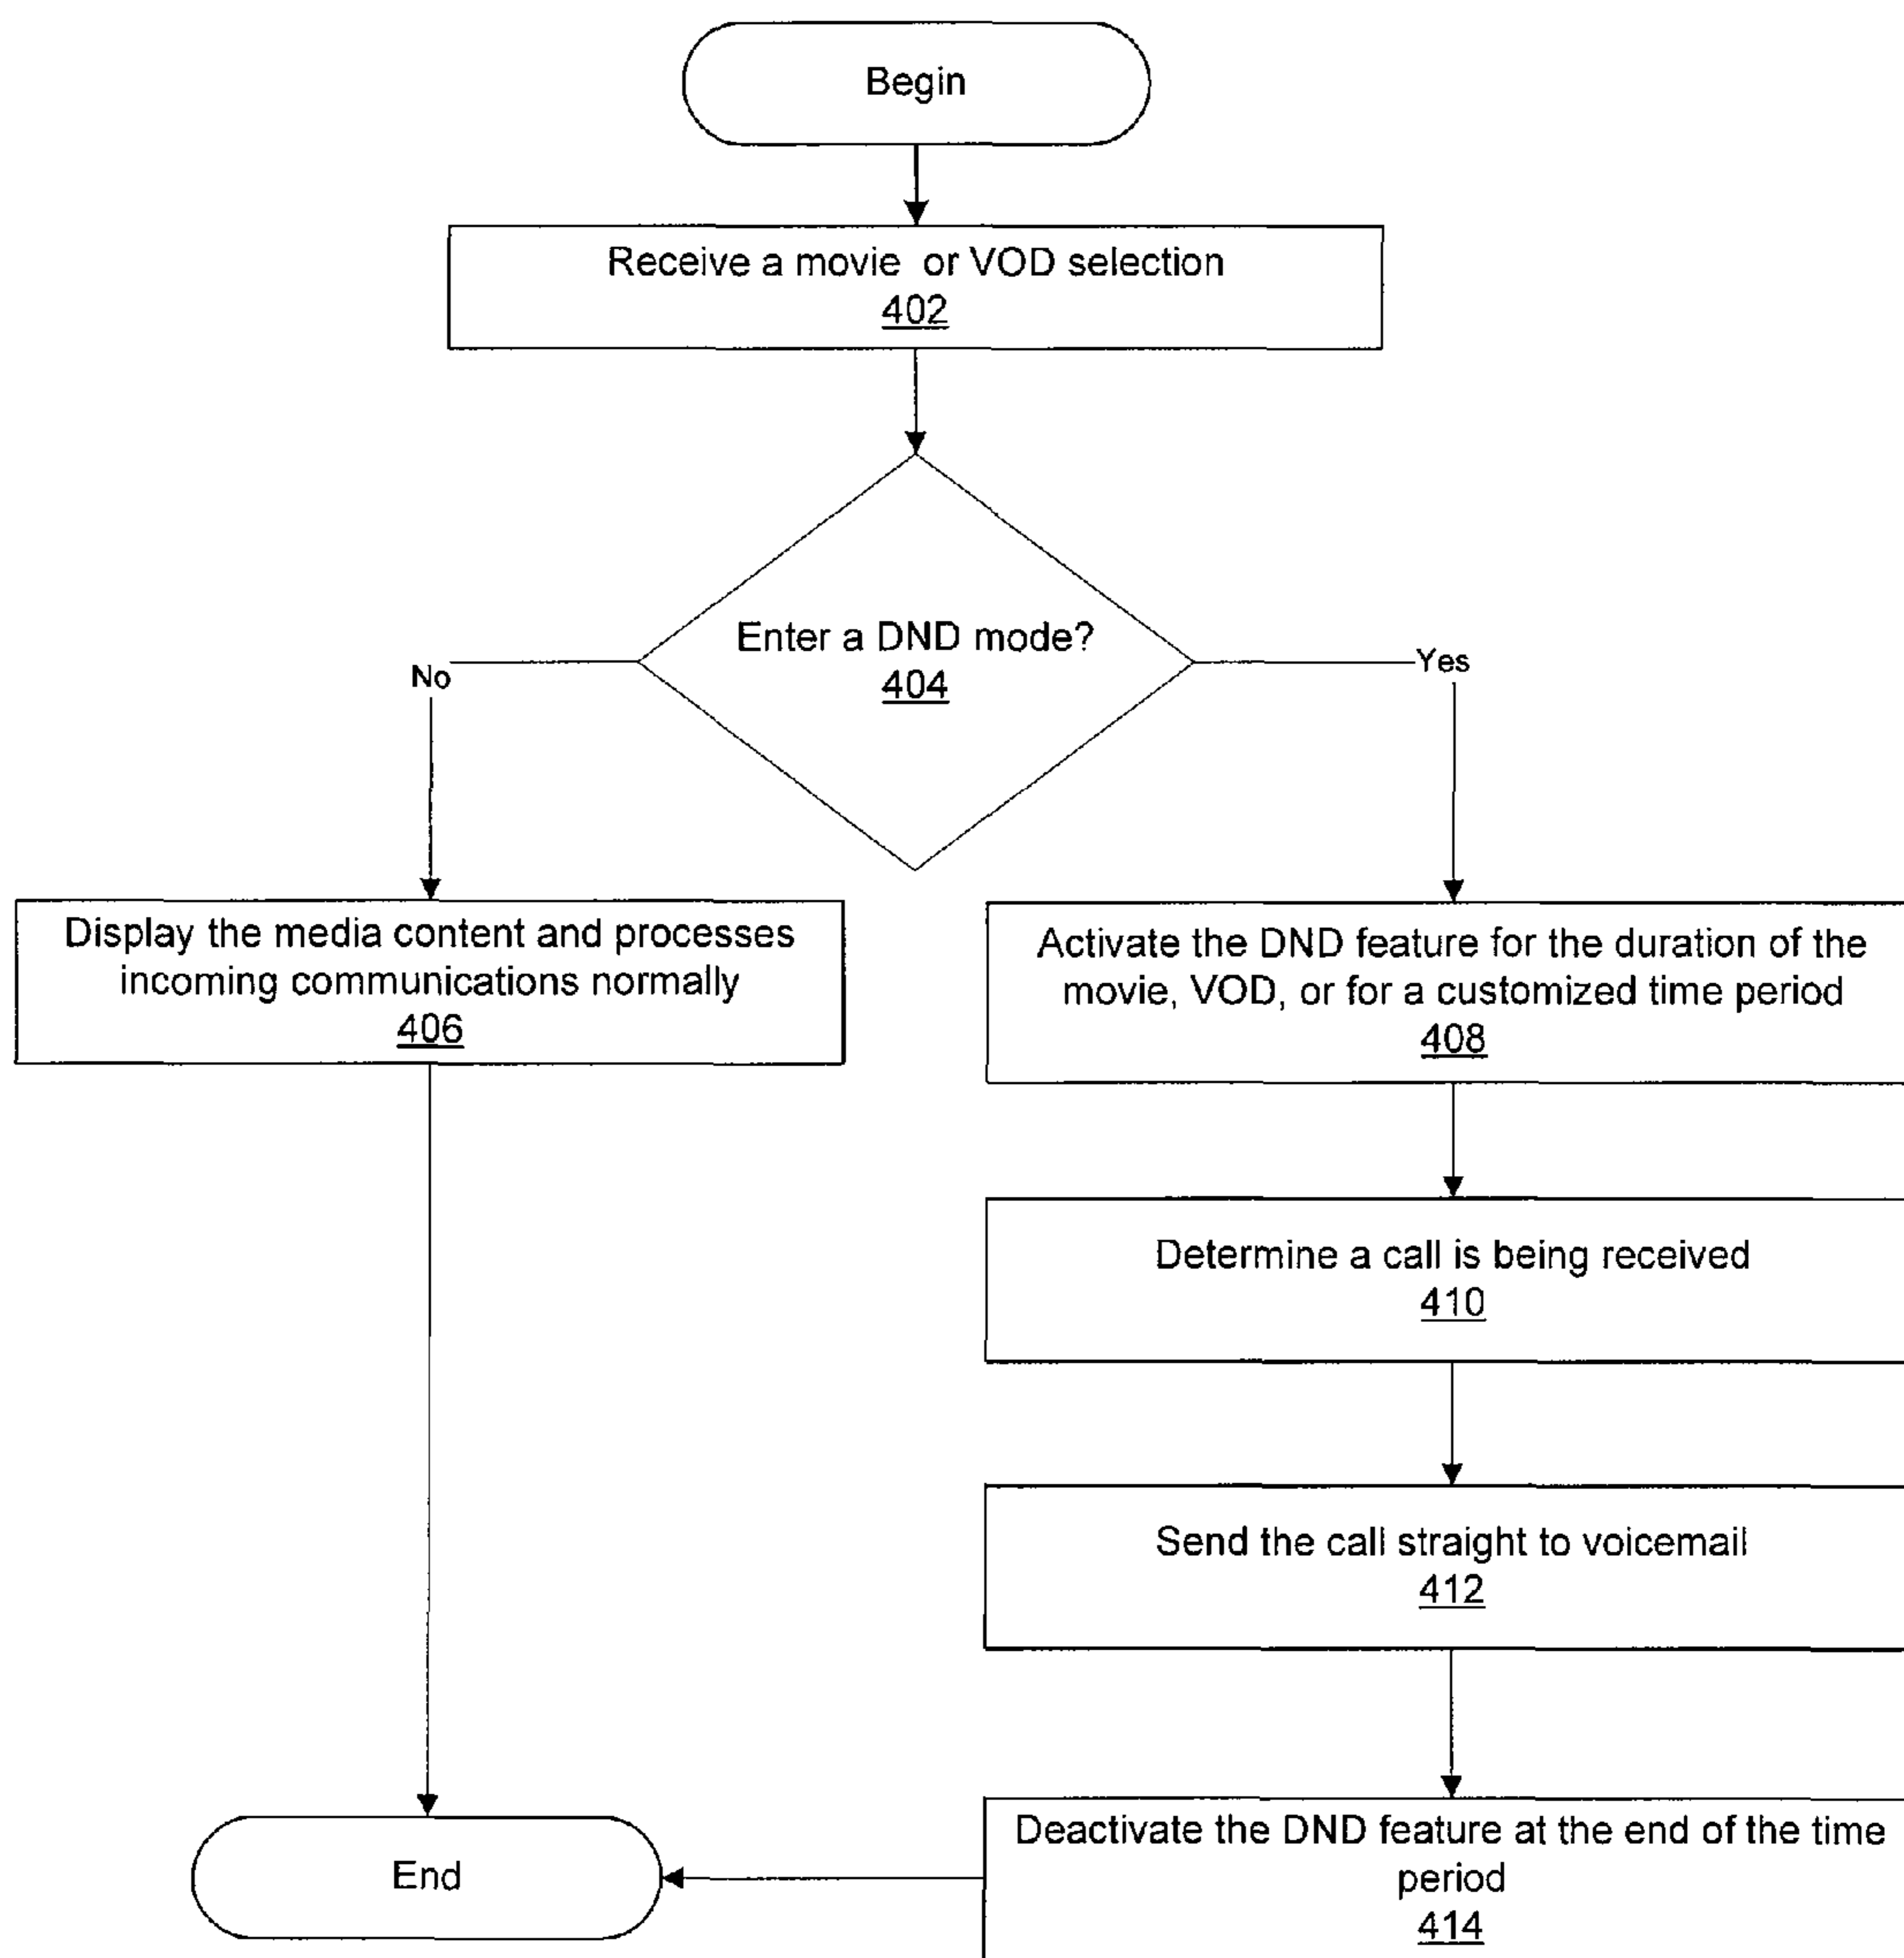 Begin
Receive a movie or VOD selection
402
Enter a DND mode?
404
No
Yes
Display the media content and processes
incoming communications normally
406
Activate the DND feature for the duration of the
movie, VOD, or for a customized time period
408
Determine a call is being received
410
Send the call straight to voicemail
412
Deactivate the DND feature at the end of the time
period
414
End